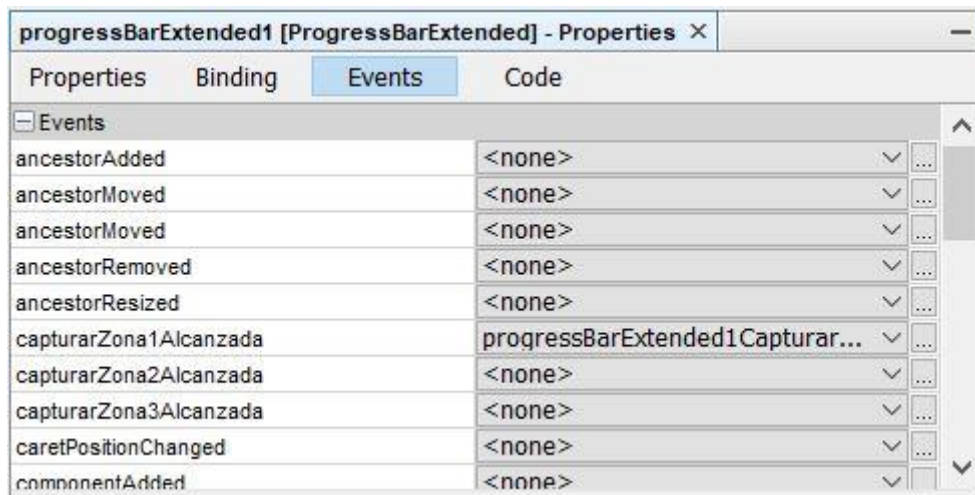 progressBarExtended1 [ProgressBarExtended] - Properties ×
Properties Binding Events Code
Events
ancestorAdded <none> ...
ancestorMoved <none> ...
ancestorMoved <none> ...
ancestorRemoved <none> ...
ancestorResized <none> ...
capturarZona1Alcanzada progressBarExtended1Capturar... ...
capturarZona2Alcanzada <none> ...
capturarZona3Alcanzada <none> ...
caretPositionChanged <none> ...
componentAdded <none> ...